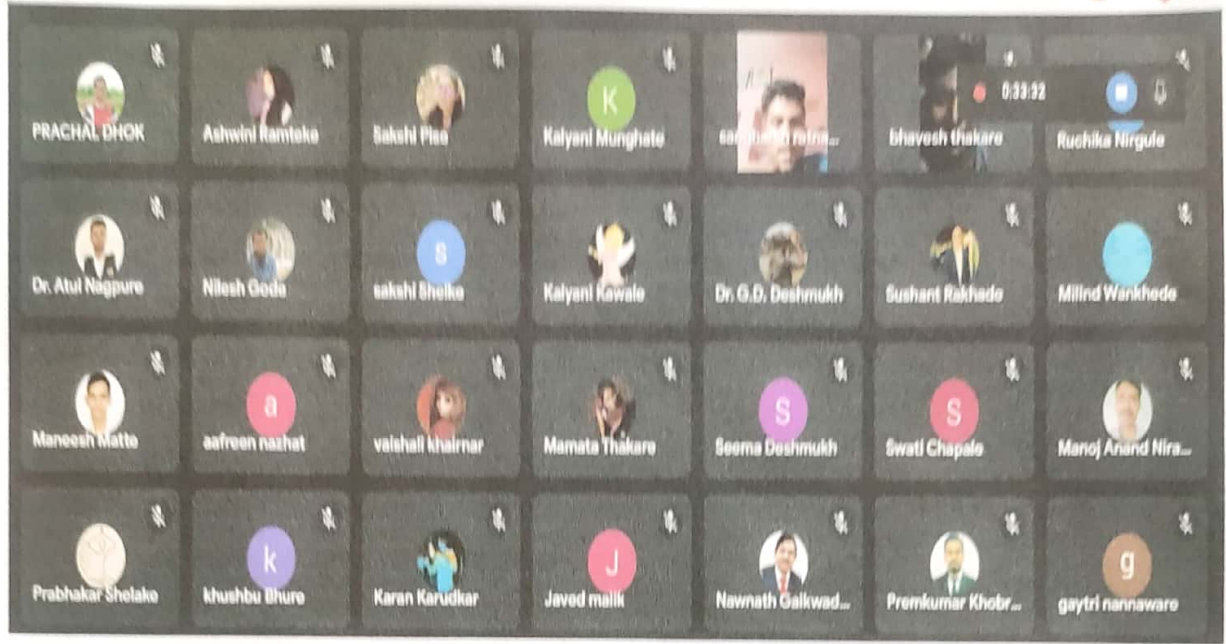 PRACHAL DHOK
Ashwini Ramteke
Sakshi Pise
K
Kalyani Munghate
bhavesh thakare
0:33:32
Ruchika Nirgule
Dr. Atul Nagpure
Nilesh Gode
s
sakshi Shelke
Kalyani Kawale
Dr. G.D. Deshmukh
Sushant Rakhade
Milind Wankhede
Maneesh Matte
a
aafreen nazhat
vaishali khairnar
Mamata Thakare
S
Seema Deshmukh
S
Swati Chapale
Manoj Anand Nira...
Prabhakar Shelake
k
khushbu Bhure
Karan Karudkar
J
Javed malik
Nawnath Gaikwad...
Premkumar Khobr...
g
gaytri nannaware